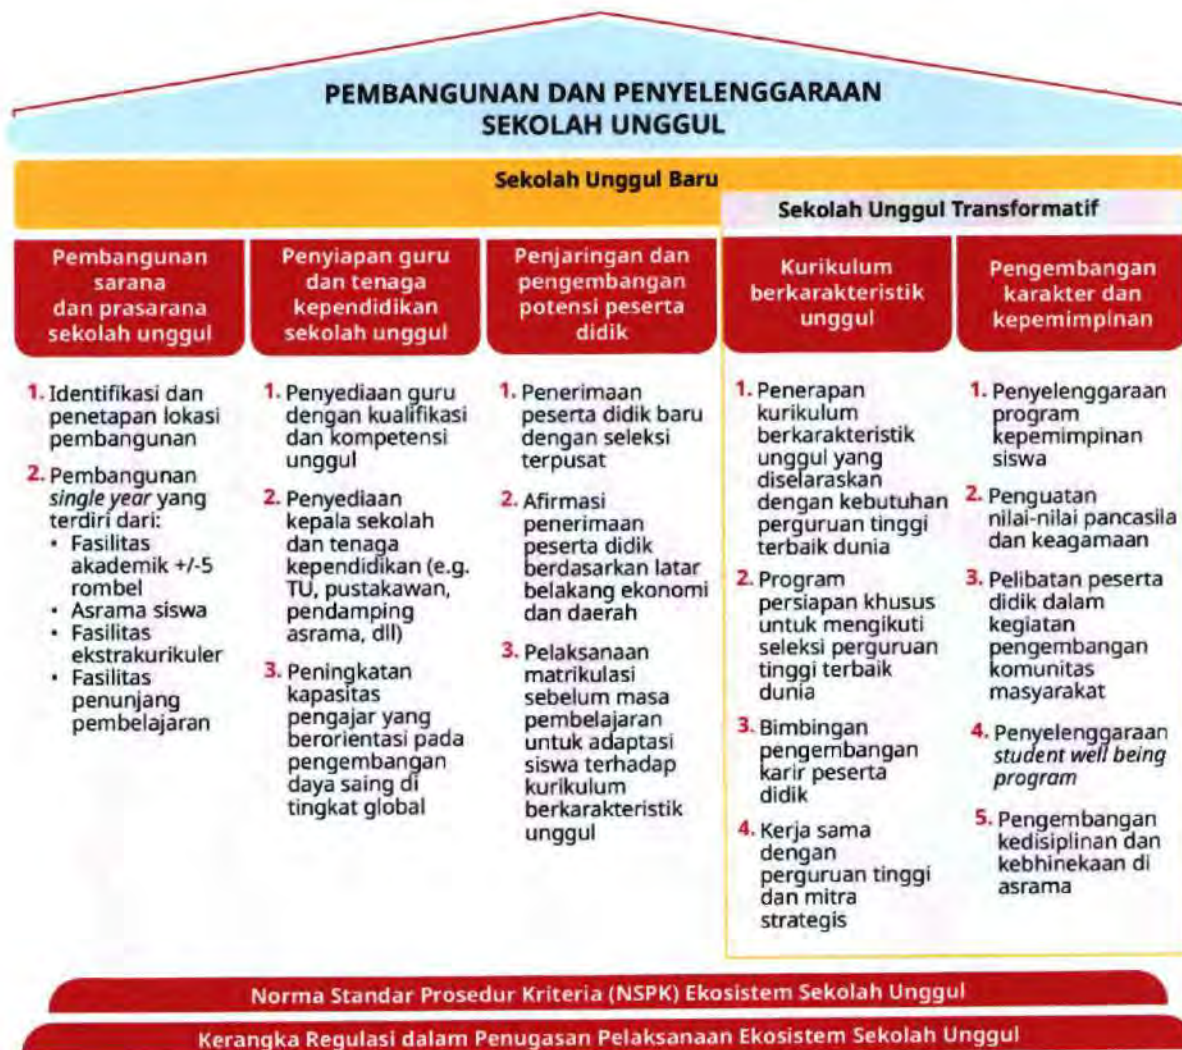 PEMBANGUNAN DAN PENYELENGGARAAN
SEKOLAH UNGGUL
Sekolah Unggul Baru
Sekolah Unggul Transformatif
Pembangunan
sarana
dan prasarana
sekolah unggul
1. Identifikasi dan
penetapan lokasi
pembangunan
2. Pembangunan
single year yang
terdiri dari:
• Fasilitas
akademik +/-5
rombel
• Asrama siswa
• Fasilitas
ekstrakurikuler
• Fasilitas
penunjang
pembelajaran
Penyiapan guru
dan tenaga
kependidikan
sekolah unggul
1. Penyediaan guru
dengan kualifikasi
dan kompetensi
unggul
2. Penyediaan
kepala sekolah
dan tenaga
kependidikan (e.g.
TU, pustakawan,
pendamping
asrama, dll)
3. Peningkatan
kapasitas
pengajar yang
berorientasi pada
pengembangan
daya saing di
tingkat global
Penjaringan dan
pengembangan
potensi peserta
didik
1. Penerimaan
peserta didik baru
dengan seleksi
terpusat
2. Afirmasi
penerimaan
peserta didik
berdasarkan latar
belakang ekonomi
dan daerah
3. Pelaksanaan
matrikulasi
sebelum masa
pembelajaran
untuk adaptasi
siswa terhadap
kurikulum
berkarakteristik
unggul
Kurikulum
berkarakteristik
unggul
1. Penerapan
kurikulum
berkarakteristik
unggul yang
diselaraskan
dengan kebutuhan
perguruan tinggi
terbaik dunia
2. Program
persiapan khusus
untuk mengikuti
seleksi perguruan
tinggi terbaik
dunia
3. Bimbingan
pengembangan
karir peserta
didik
4. Kerja sama
dengan
perguruan tinggi
dan mitra
strategis
Pengembangan
karakter dan
kepemimpinan
1. Penyelenggaraan
program
kepemimpinan
siswa
2. Penguatan
nilai-nilai pancasila
dan keagamaan
3. Pelibatan peserta
didik dalam
kegiatan
pengembangan
komunitas
masyarakat
4. Penyelenggaraan
student well being
program
5. Pengembangan
kedisiplinan dan
kebhinekaan di
asrama
Norma Standar Prosedur Kriteria (NSPK) Ekosistem Sekolah Unggul
Kerangka Regulasi dalam Penugasan Pelaksanaan Ekosistem Sekolah Unggul